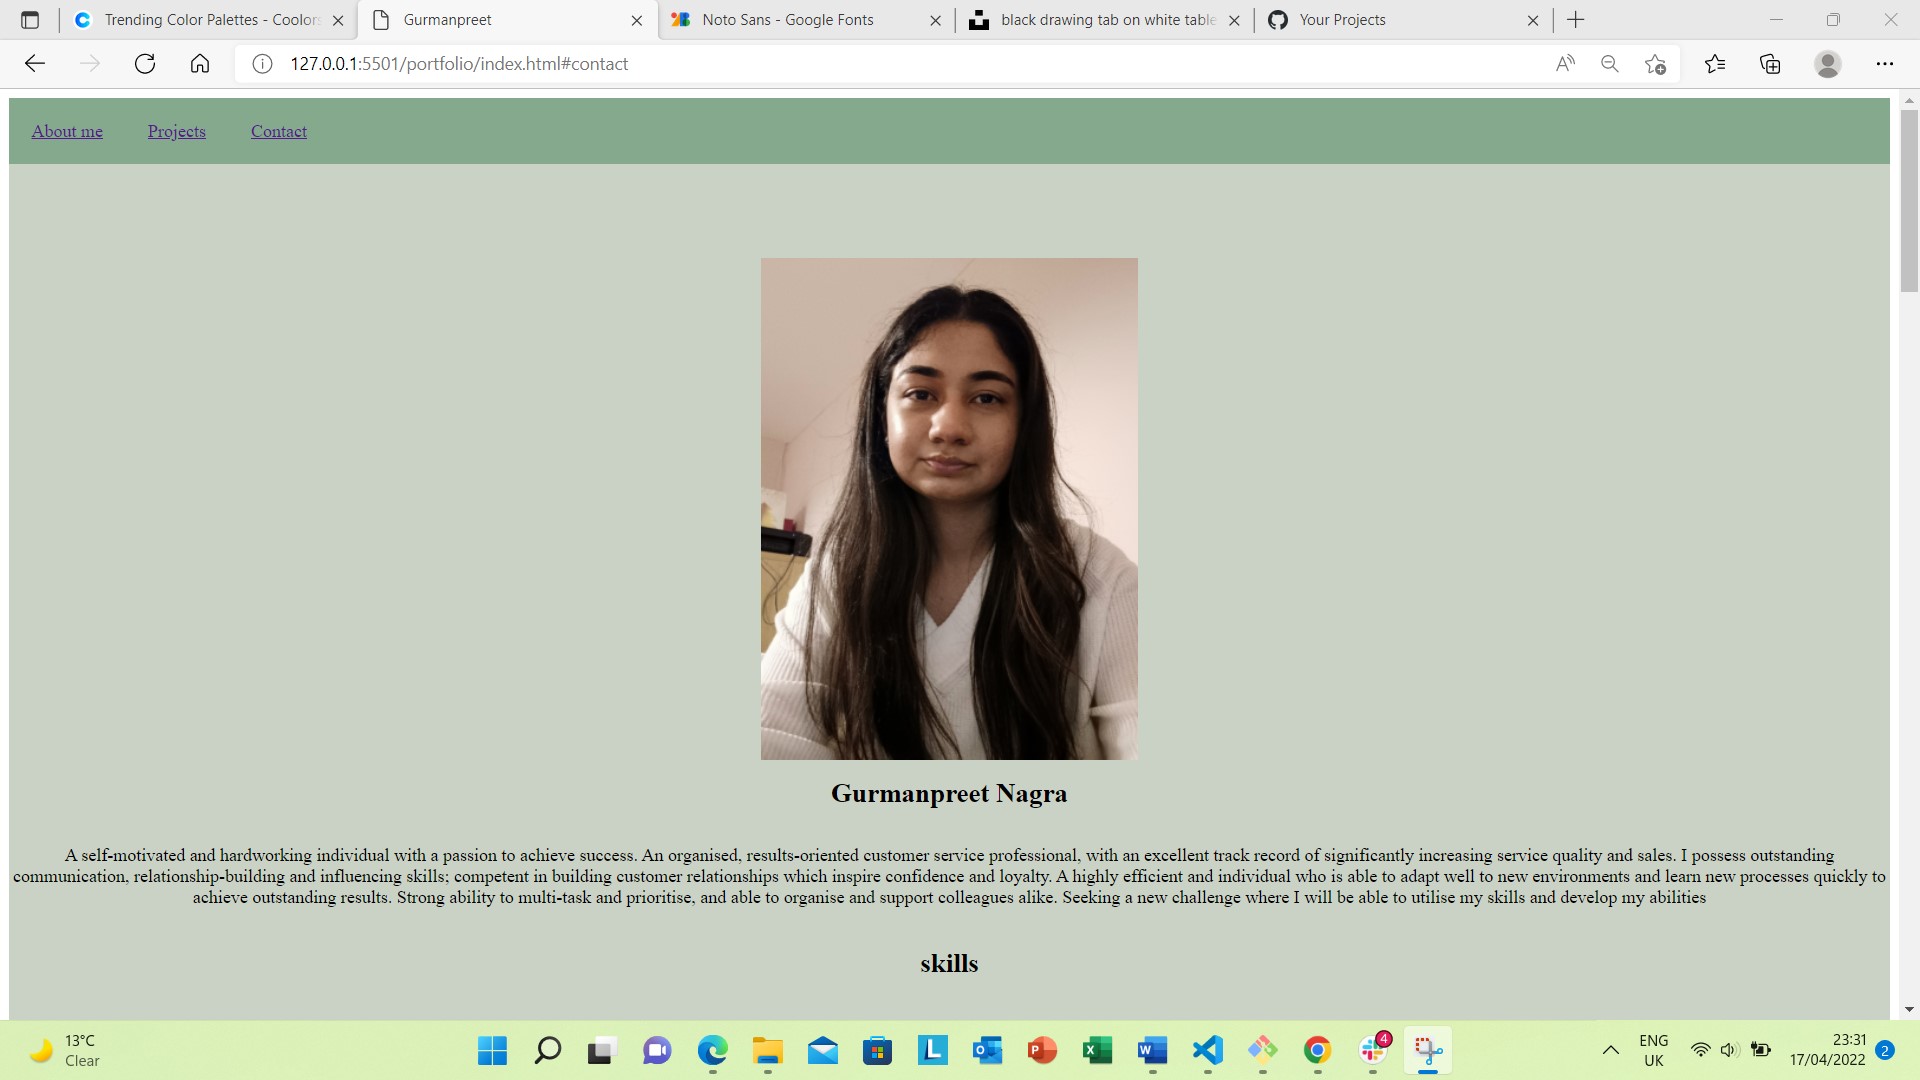 Trending Color Palettes - Coolors
Gurmanpreet
Noto Sans - Google Fonts
black drawing tab on white table
Your Projects
127.0.0.1:5501/portfolio/index.html#contact
About me
Projects
Contact
Gurmanpreet Nagra
A self-motivated and hardworking individual with a passion to achieve success. An organised, results-oriented customer service professional, with an excellent track record of significantly increasing service quality and sales. I possess outstanding
communication, relationship-building and influencing skills; competent in building customer relationships which inspire confidence and loyalty. A highly efficient and individual who is able to adapt well to new environments and learn new processes quickly to
achieve outstanding results. Strong ability to multi-task and prioritise, and able to organise and support colleagues alike. Seeking a new challenge where I will be able to utilise my skills and develop my abilities
skills
13°C
Clear
4
ENG
UK
23:31
17/04/2022
2